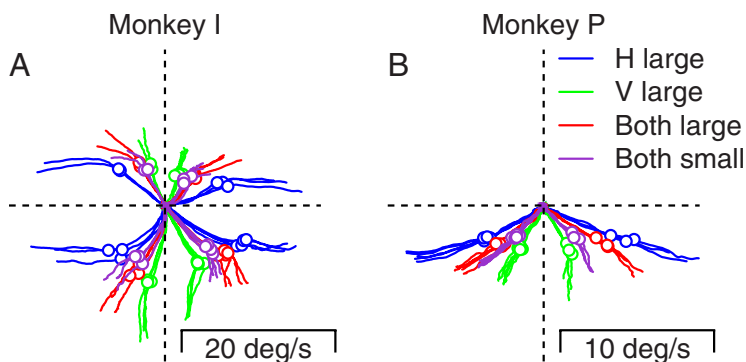 Monkey I
Monkey P
A
B
H large
V large
Both large
Both small
20 deg/s
10 deg/s